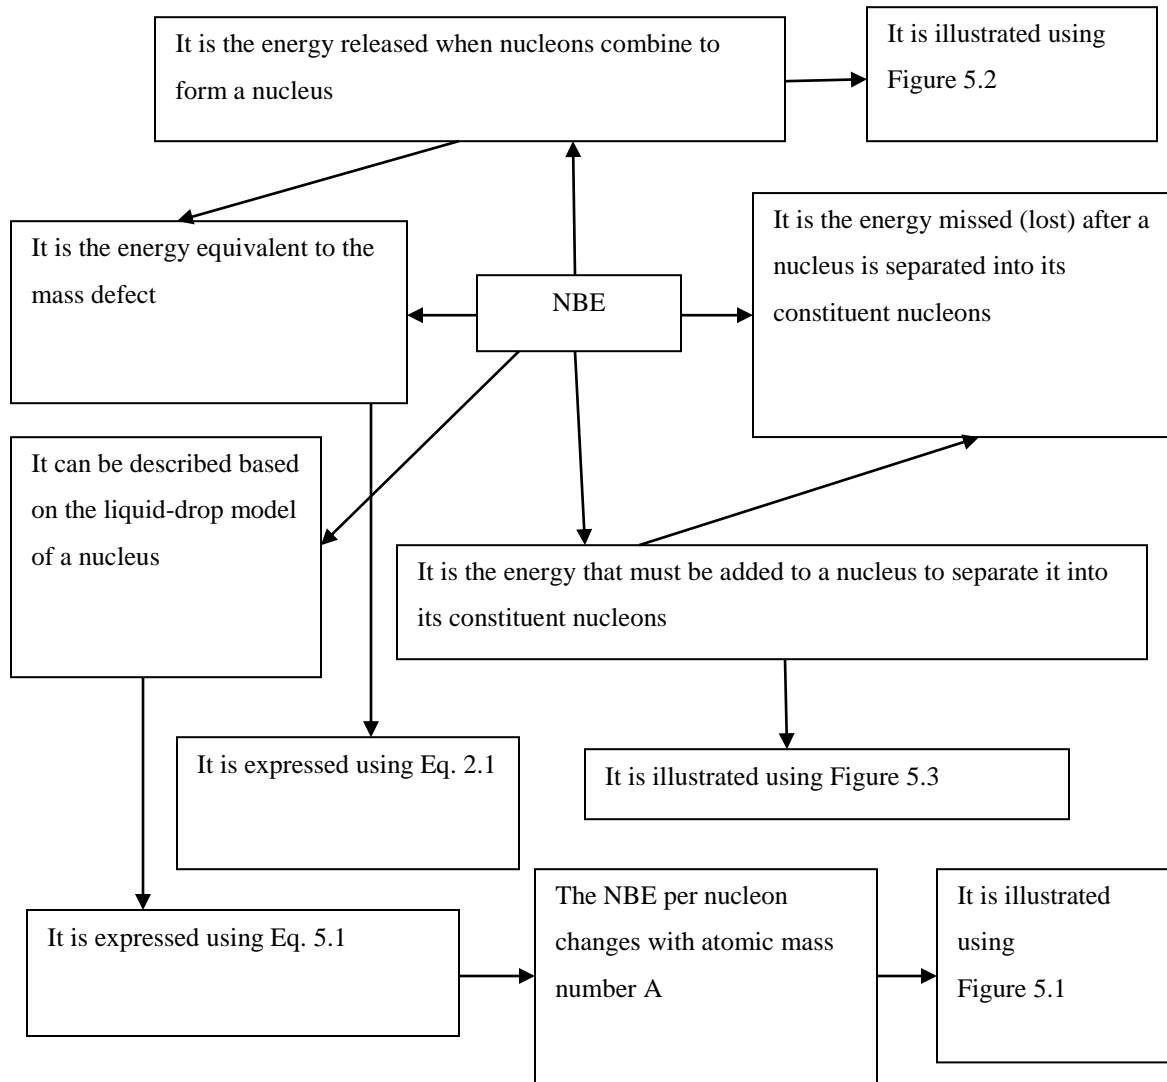 It is the energy released when nucleons combine to
form a nucleus
It is illustrated using
Figure 5.2
It is the energy equivalent to the
mass defect
NBE
It is the energy missed (lost) after a
nucleus is separated into its
constituent nucleons
It can be described based
on the liquid-drop model
of a nucleus
It is the energy that must be added to a nucleus to separate it into
its constituent nucleons
It is expressed using Eq. 2.1
It is illustrated using Figure 5.3
It is expressed using Eq. 5.1
The NBE per nucleon
changes with atomic mass
number A
It is illustrated
using
Figure 5.1